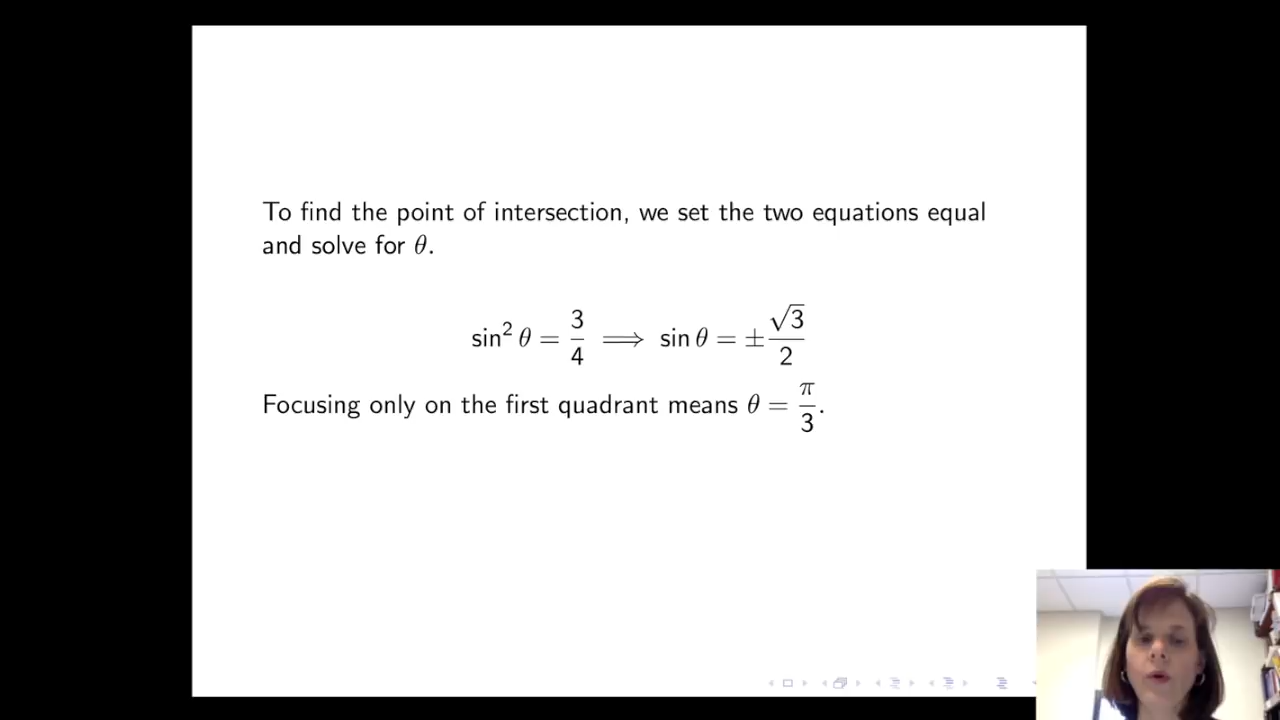 To find the point of intersection, we set the two equations equal
and solve for θ.
sin² θ = 3/4 ⟹ sin θ = ±√3/2
Focusing only on the first quadrant means θ = π/3.